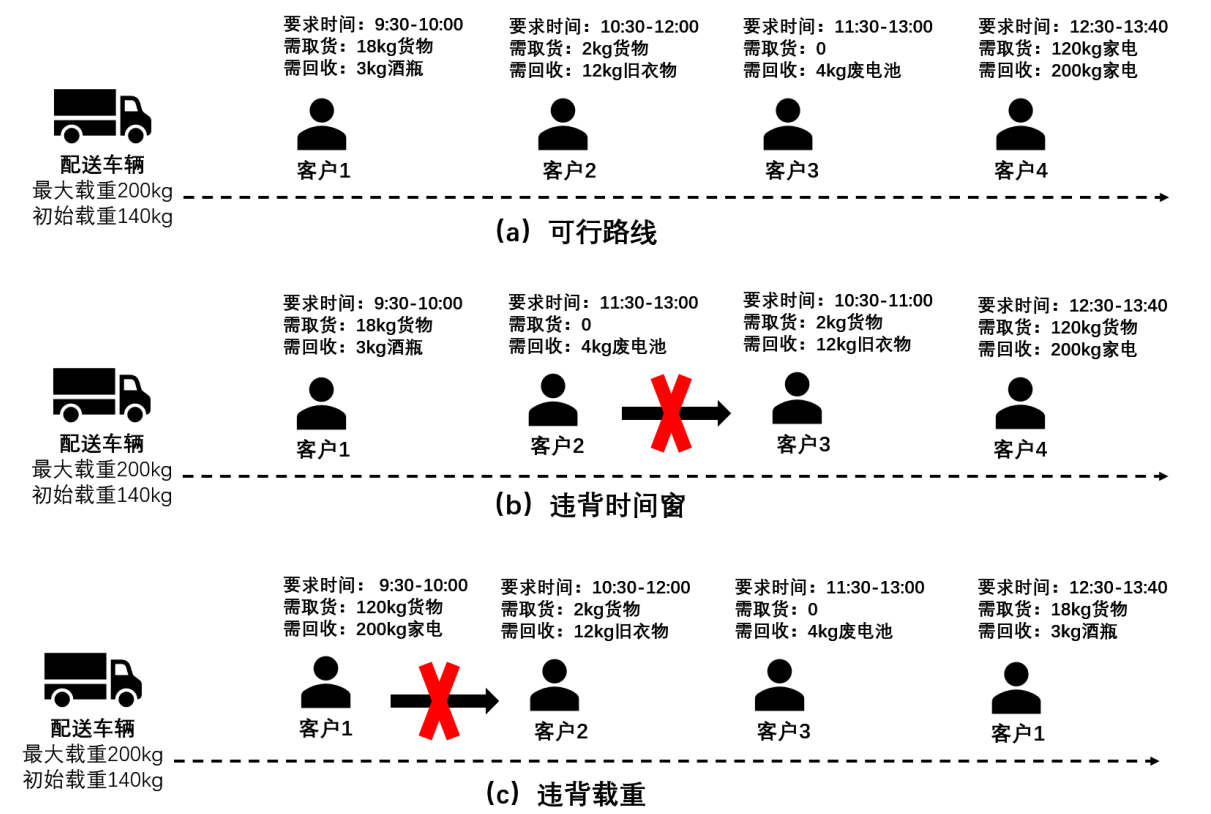 要求时间：9:30-10:00
需取货：18kg货物
需回收：3kg酒瓶
要求时间：10:30-12:00
需取货：2kg货物
需回收：12kg旧衣物
要求时间：11:30-13:00
需取货：0
需回收：4kg废电池
要求时间：12:30-13:40
需取货：120kg家电
需回收：200kg家电
配送车辆
最大载重200kg
初始载重140kg
客户1
客户2
客户3
客户4
（a）可行路线
要求时间：9:30-10:00
需取货：18kg货物
需回收：3kg酒瓶
要求时间：11:30-13:00
需取货：0
需回收：4kg废电池
要求时间：10:30-11:00
需取货：2kg货物
需回收：12kg旧衣物
要求时间：12:30-13:40
需取货：120kg货物
需回收：200kg家电
配送车辆
最大载重200kg
初始载重140kg
客户1
客户2
客户3
客户4
（b）违背时间窗
要求时间： 9:30-10:00
需取货：120kg货物
需回收：200kg家电
要求时间：10:30-12:00
需取货：2kg货物
需回收：12kg旧衣物
要求时间：11:30-13:00
需取货：0
需回收：4kg废电池
要求时间：12:30-13:40
需取货：18kg货物
需回收：3kg酒瓶
配送车辆
最大载重200kg
初始载重140kg
客户1
客户2
客户3
客户1
（c）违背载重